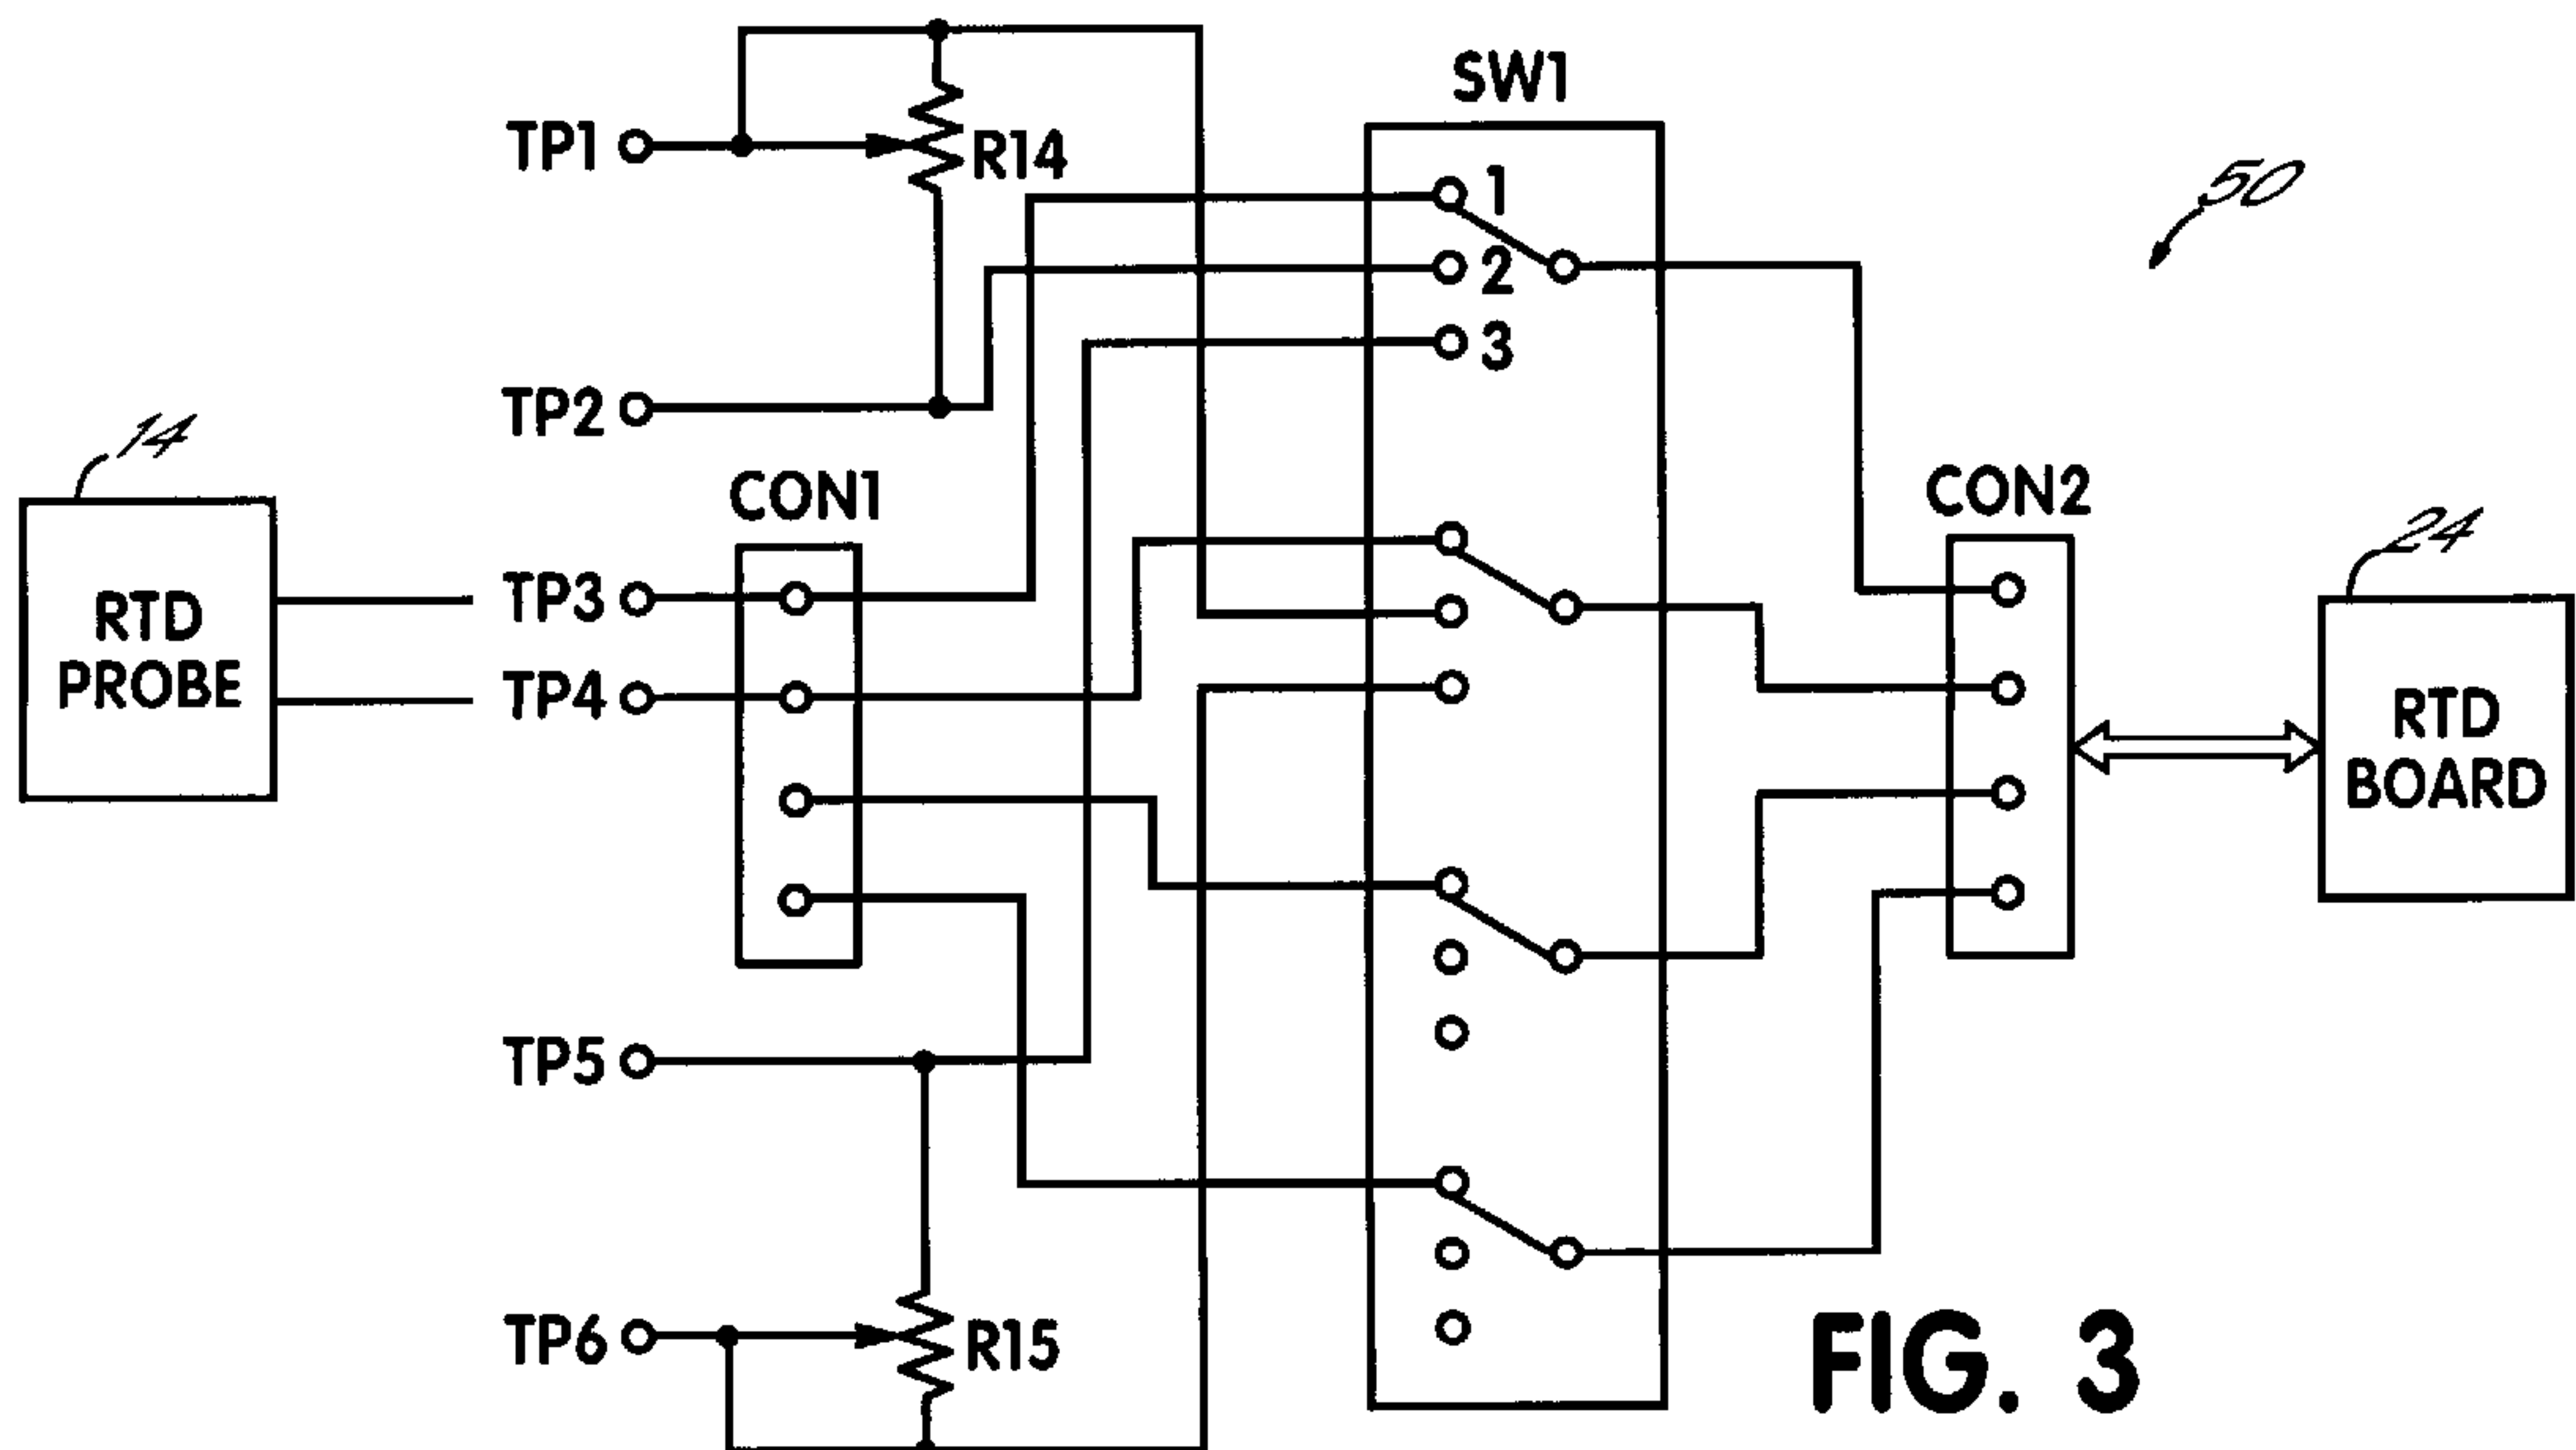 SW1
TP1
R14
1
50
2
3
TP2
14
CON1
CON2
24
RTD
PROBE
TP3
TP4
RTD
BOARD
TP5
TP6
R15
FIG. 3